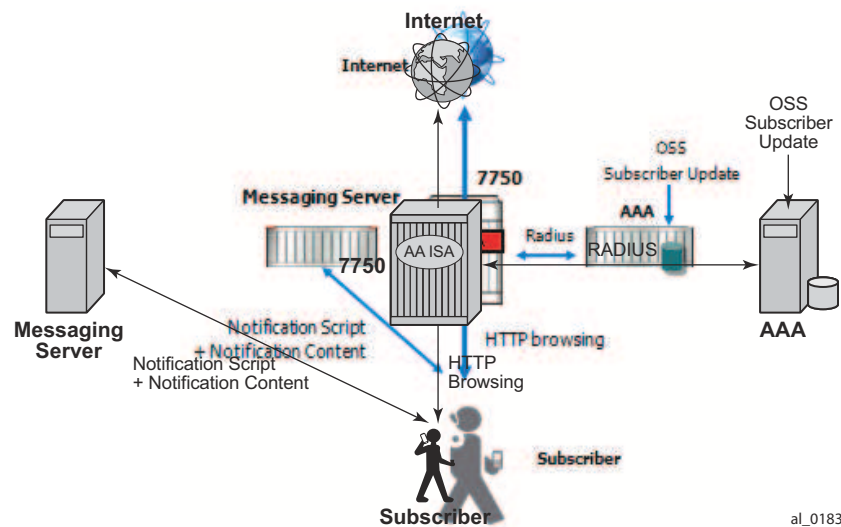 Internet
Internet
OSS
Subscriber
Update
OSS
Subscriber Update
7750
Messaging Server
AAA
AA ISA
Radius
RADIUS
7750
Messaging
Server
AAA
Notification Script
+ Notification Content
HTTP browsing
Notification Script
+ Notification Content
HTTP
Browsing
Subscriber
Subscriber
al_0183